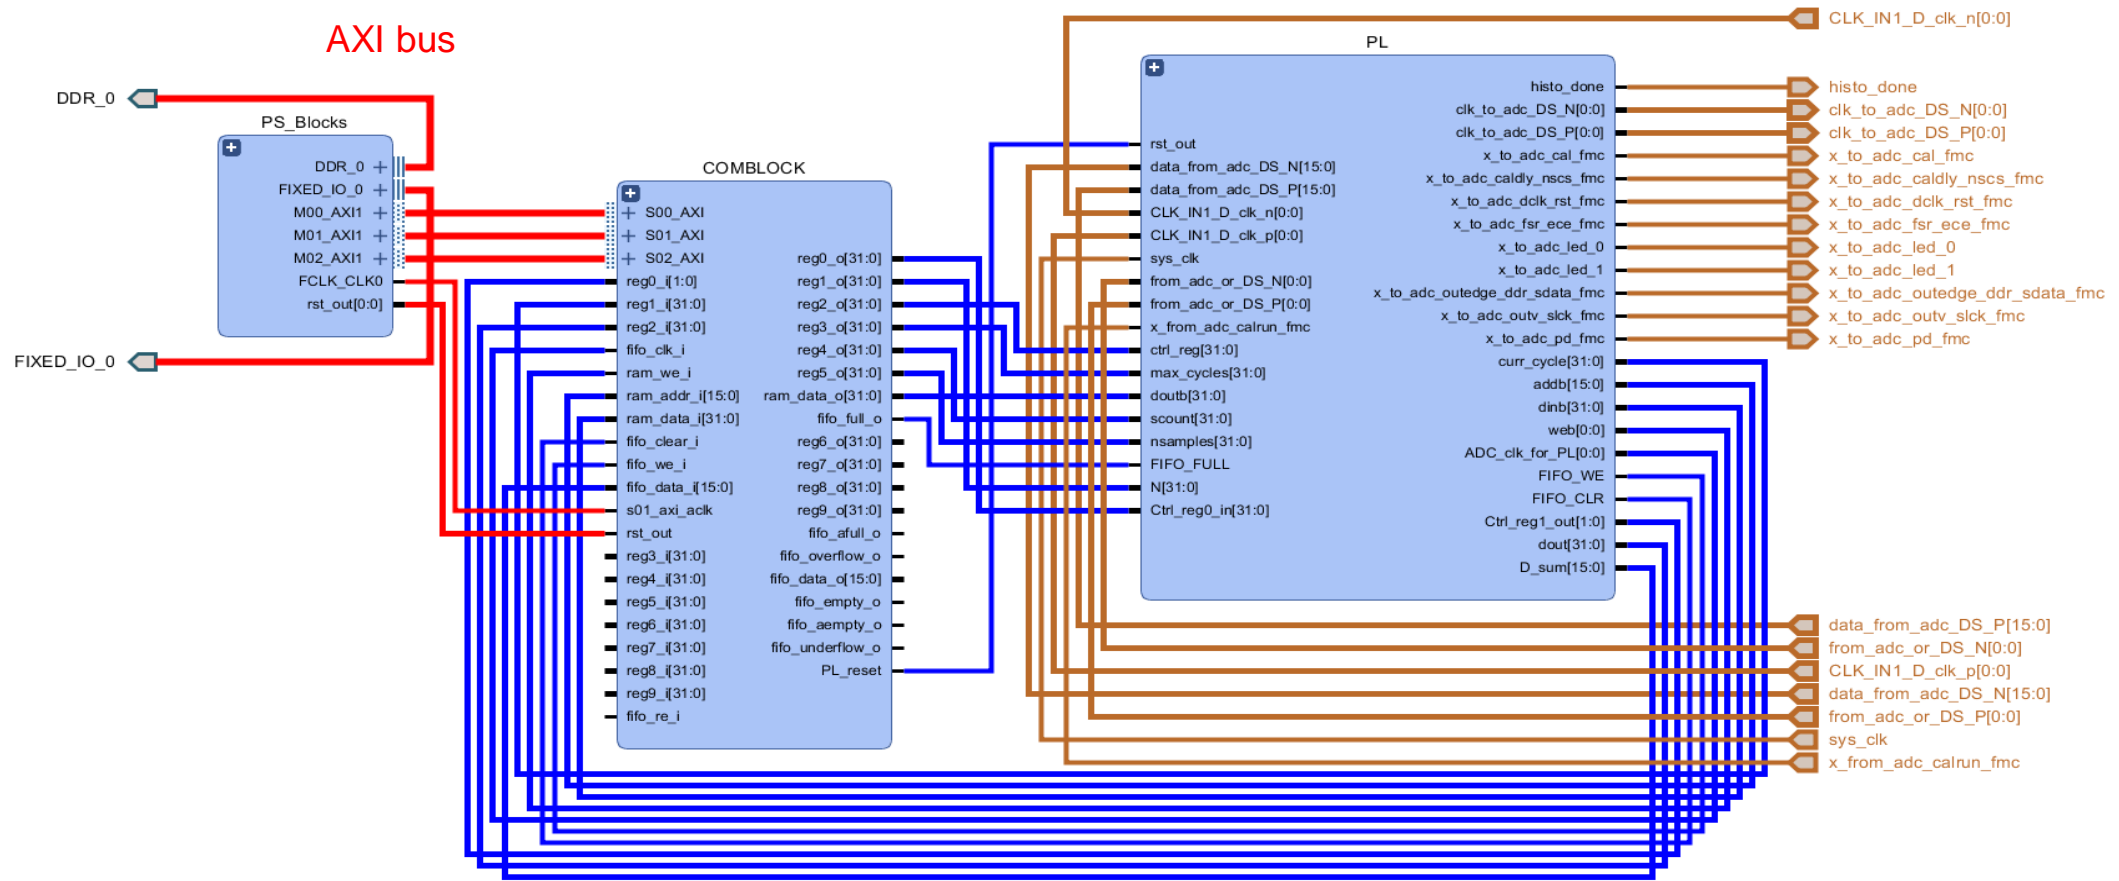 AXI bus
DDR_0
FIXED_IO_0
PS_Blocks
DDR_0
FIXED_IO_0
M00_AXI1
M01_AXI1
M02_AXI1
FCLK_CLK0
rst_out[0:0]
COMBLOCK
S00_AXI
S01_AXI
S02_AXI
reg0_i[1:0]
reg1_i[31:0]
reg2_i[31:0]
fifo_clk_i
ram_we_i
ram_addr_i[15:0]
ram_data_i[31:0]
fifo_clear_i
fifo_we_i
fifo_data_i[15:0]
s01_axi_aclk
rst_out
reg3_i[31:0]
reg4_i[31:0]
reg5_i[31:0]
reg6_i[31:0]
reg7_i[31:0]
reg8_i[31:0]
reg9_i[31:0]
fifo_re_i
reg0_o[31:0]
reg1_o[31:0]
reg2_o[31:0]
reg3_o[31:0]
reg4_o[31:0]
reg5_o[31:0]
ram_data_o[31:0]
fifo_full_o
reg6_o[31:0]
reg7_o[31:0]
reg8_o[31:0]
reg9_o[31:0]
fifo_afull_o
fifo_overflow_o
fifo_data_o[15:0]
fifo_empty_o
fifo_aempty_o
fifo_underflow_o
PL_reset
PL
rst_out
data_from_adc_DS_N[15:0]
data_from_adc_DS_P[15:0]
CLK_IN1_D_clk_n[0:0]
CLK_IN1_D_clk_p[0:0]
sys_clk
from_adc_or_DS_N[0:0]
from_adc_or_DS_P[0:0]
x_from_adc_calrun_fmc
ctrl_reg[31:0]
max_cycles[31:0]
doutb[31:0]
scount[31:0]
nsamples[31:0]
FIFO_FULL
N[31:0]
Ctrl_reg0_in[31:0]
histo_done
clk_to_adc_DS_N[0:0]
clk_to_adc_DS_P[0:0]
x_to_adc_cal_fmc
x_to_adc_caldly_nscs_fmc
x_to_adc_dclk_rst_fmc
x_to_adc_fsr_ece_fmc
x_to_adc_led_0
x_to_adc_led_1
x_to_adc_outedge_ddr_sdata_fmc
x_to_adc_outv_slck_fmc
x_to_adc_pd_fmc
curr_cycle[31:0]
addb[15:0]
dinb[31:0]
web[0:0]
ADC_clk_for_PL[0:0]
FIFO_WE
FIFO_CLR
Ctrl_reg1_out[1:0]
dout[31:0]
D_sum[15:0]
CLK_IN1_D_clk_n[0:0]
histo_done
clk_to_adc_DS_N[0:0]
clk_to_adc_DS_P[0:0]
x_to_adc_cal_fmc
x_to_adc_caldly_nscs_fmc
x_to_adc_dclk_rst_fmc
x_to_adc_fsr_ece_fmc
x_to_adc_led_0
x_to_adc_led_1
x_to_adc_outedge_ddr_sdata_fmc
x_to_adc_outv_slck_fmc
x_to_adc_pd_fmc
data_from_adc_DS_P[15:0]
from_adc_or_DS_N[0:0]
CLK_IN1_D_clk_p[0:0]
data_from_adc_DS_N[15:0]
from_adc_or_DS_P[0:0]
sys_clk
x_from_adc_calrun_fmc